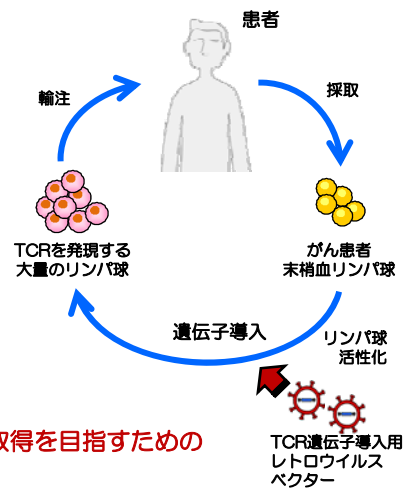 患者
輸注
採取
TCRを発現する
大量のリンパ球
がん患者
末梢血リンパ球
遺伝子導入
リンパ球
活性化
取得を目指すための
TCR遺伝子導入用
レトロウイルス
ベクター